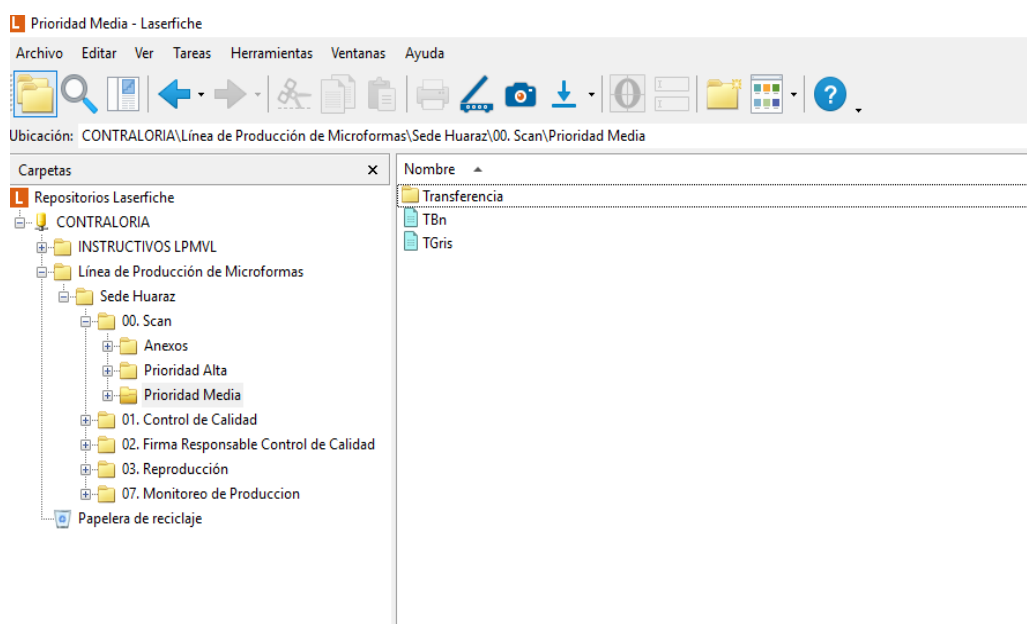 Prioridad Media - Laserfiche
Archivo Editar Ver Tareas Herramientas Ventanas Ayuda
Ubicación: CONTRALORIA\Línea de Producción de Microformas\Sede Huaraz\00. Scan\Prioridad Media
Carpetas x Nombre
L Repositorios Laserfiche
CONTRALORIA
INSTRUCTIVOS LPMVL
Línea de Producción de Microformas
Sede Huaraz
00. Scan
Anexos
Prioridad Alta
Prioridad Media
01. Control de Calidad
02. Firma Responsable Control de Calidad
03. Reproducción
07. Monitoreo de Produccion
Papelera de reciclaje
Transferencia
TBn
TGris